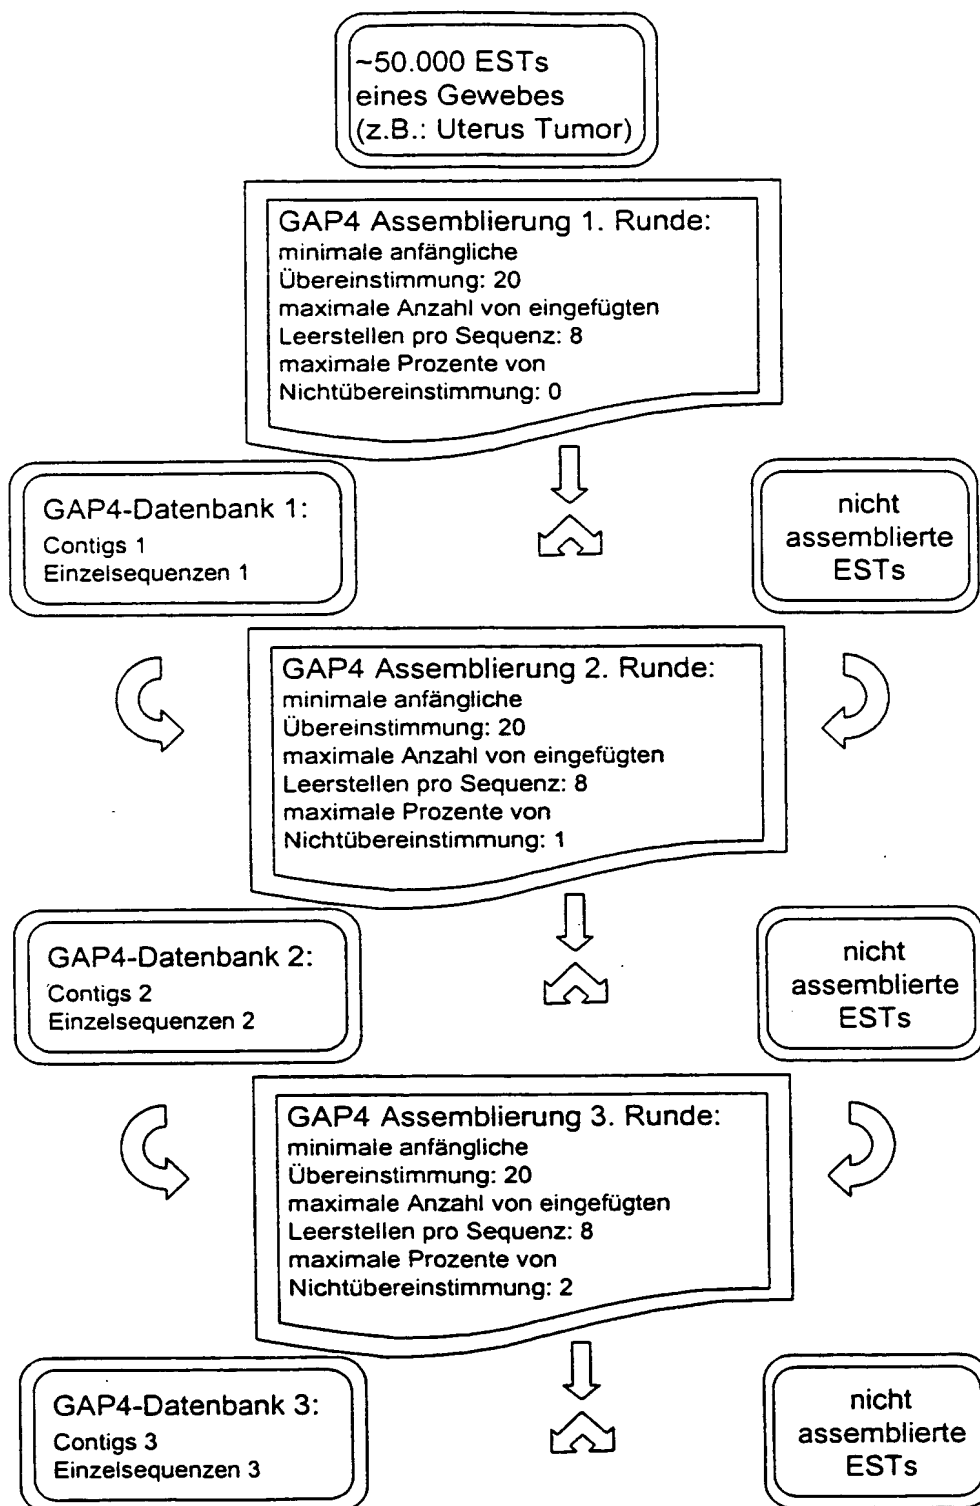 ~50.000 ESTs
eines Gewebes
(z.B.: Uterus Tumor)
GAP4 Assemblierung 1. Runde:
minimale anfängliche
Übereinstimmung: 20
maximale Anzahl von eingefügten
Leerstellen pro Sequenz: 8
maximale Prozente von
Nichtübereinstimmung: 0
GAP4-Datenbank 1:
Contigs 1
Einzelsequenzen 1
nicht
assemblierte
ESTs
GAP4 Assemblierung 2. Runde:
minimale anfängliche
Übereinstimmung: 20
maximale Anzahl von eingefügten
Leerstellen pro Sequenz: 8
maximale Prozente von
Nichtübereinstimmung: 1
GAP4-Datenbank 2:
Contigs 2
Einzelsequenzen 2
nicht
assemblierte
ESTs
GAP4 Assemblierung 3. Runde:
minimale anfängliche
Übereinstimmung: 20
maximale Anzahl von eingefügten
Leerstellen pro Sequenz: 8
maximale Prozente von
Nichtübereinstimmung: 2
GAP4-Datenbank 3:
Contigs 3
Einzelsequenzen 3
nicht
assemblierte
ESTs